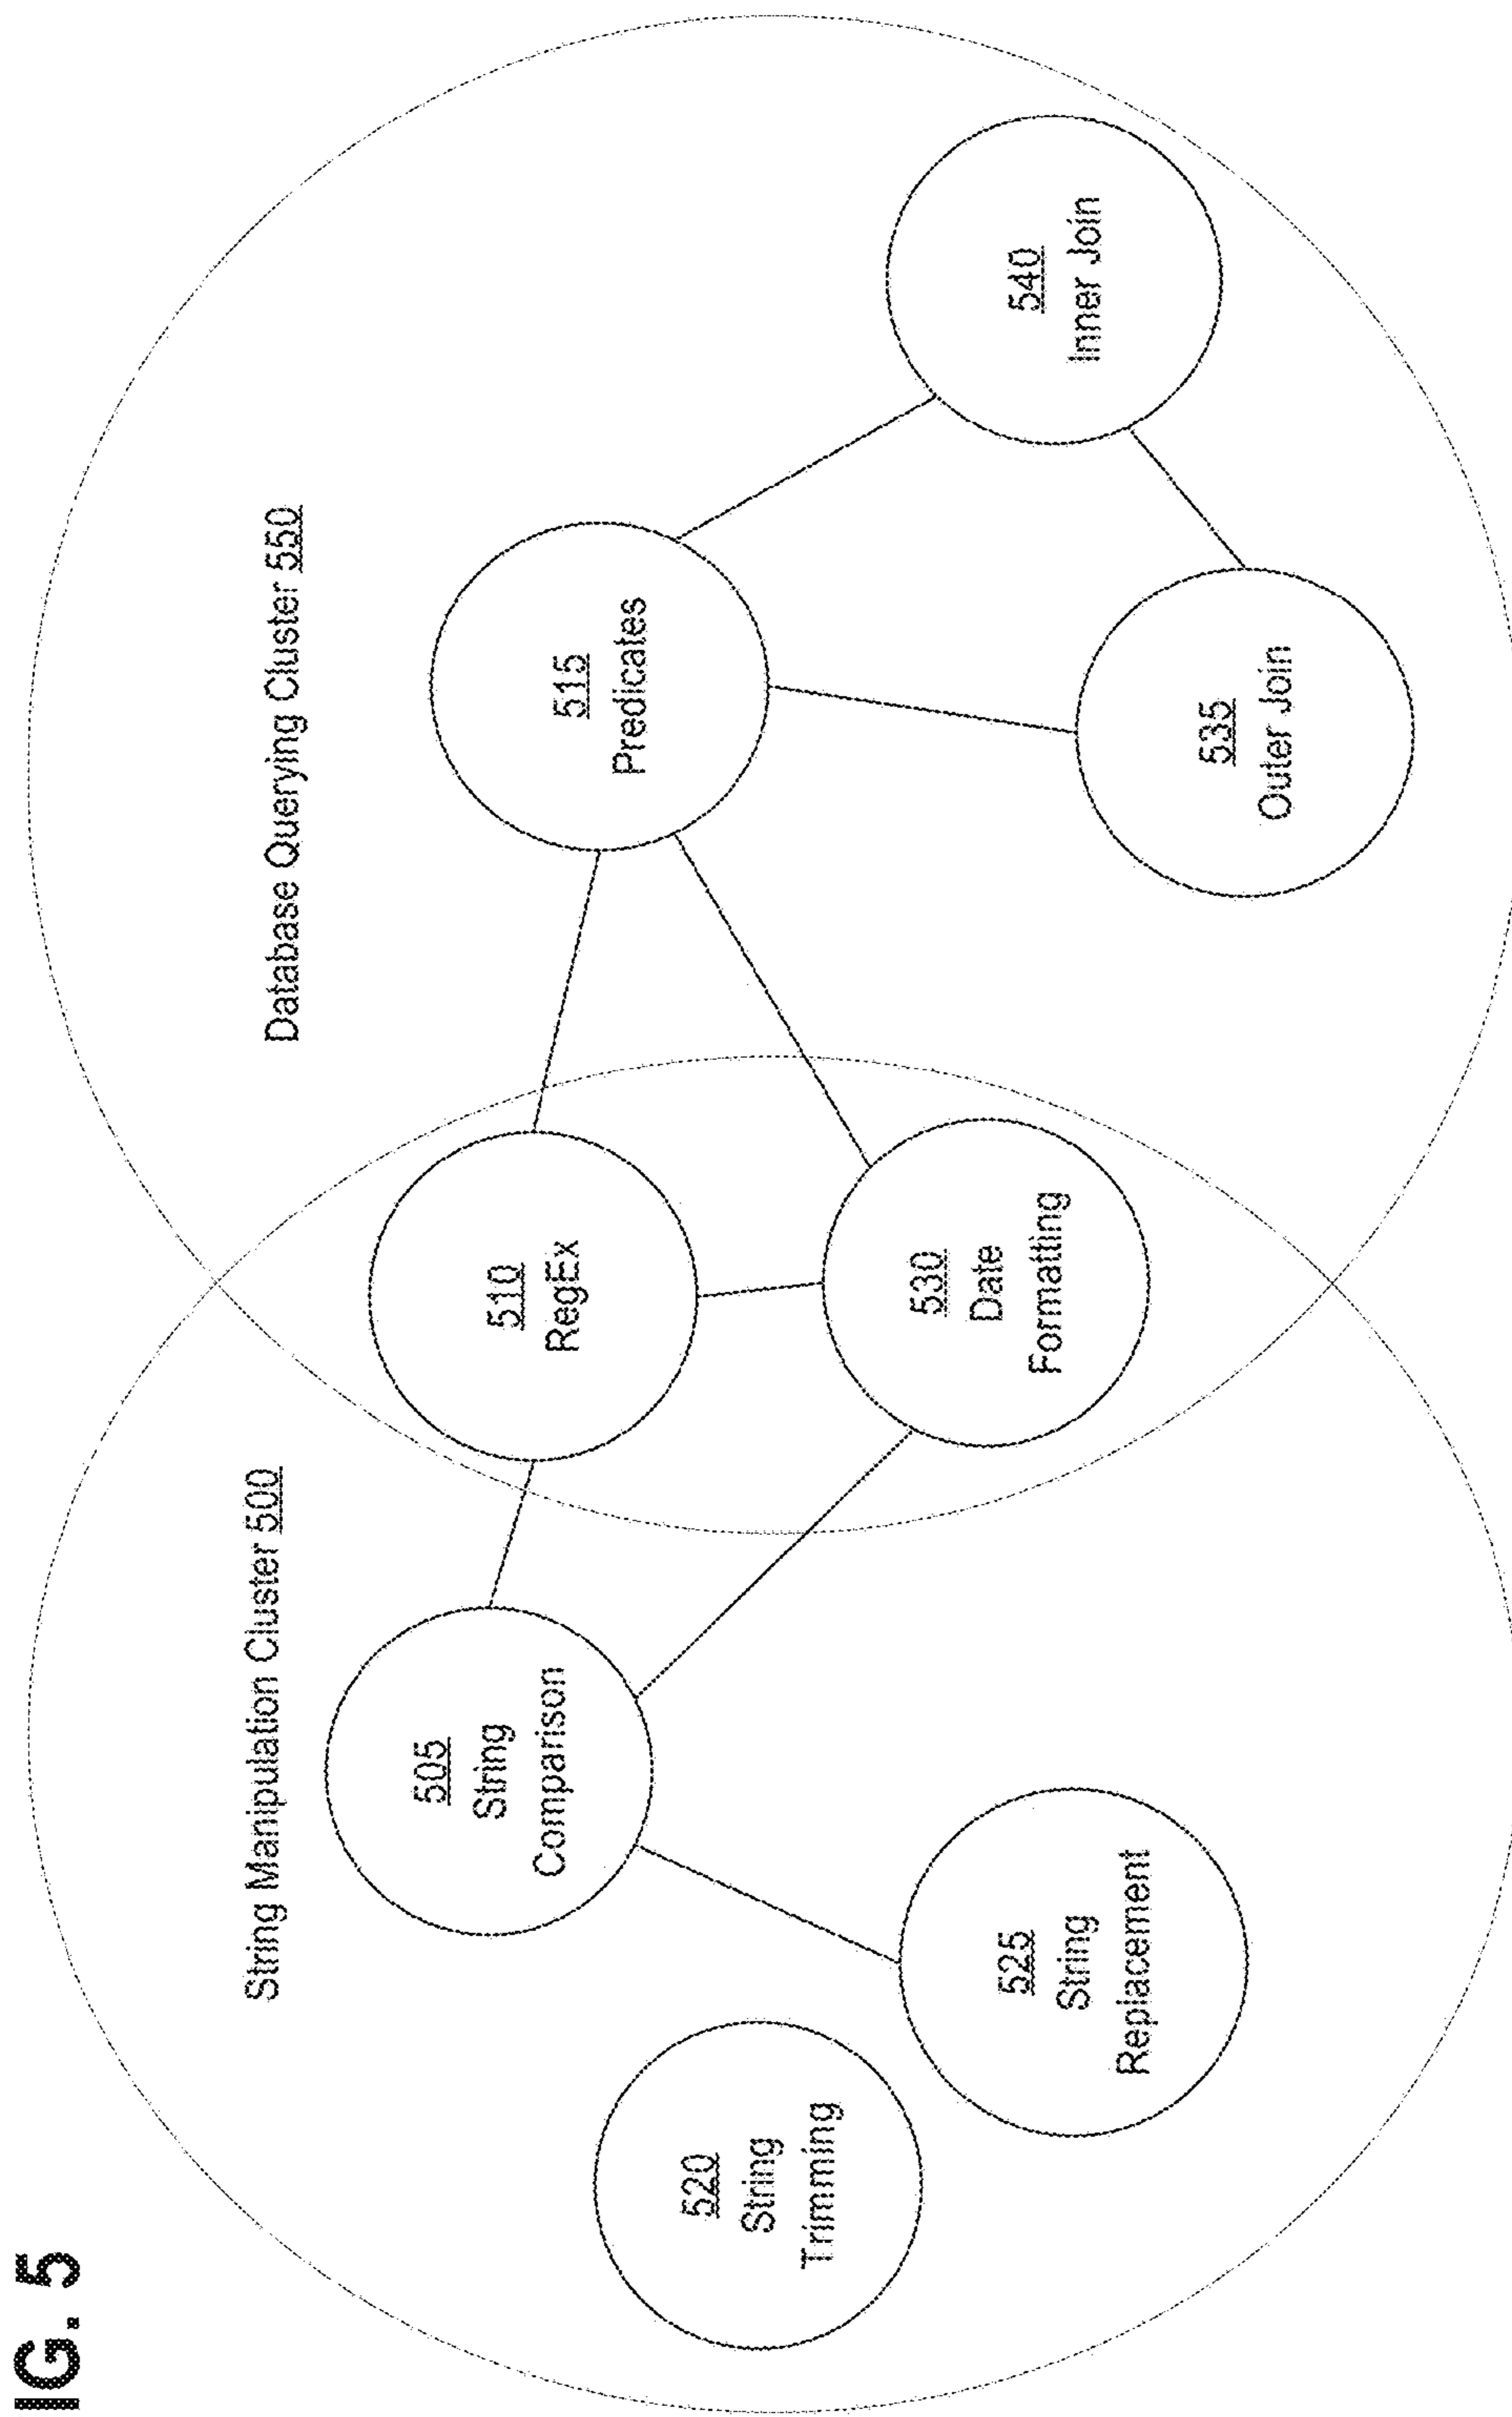 IG. 5
String Manipulation Cluster 500
Database Querying Cluster 550
505
String
Comparison
510
RegEx
515
Predicates
520
String
Trimming
525
String
Replacement
530
Date
Formatting
535
Outer Join
540
Inner Join